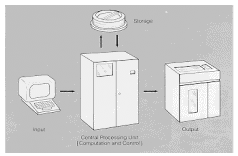 Storage
Input
Central Processing Unit
(Computation and Control)
Output